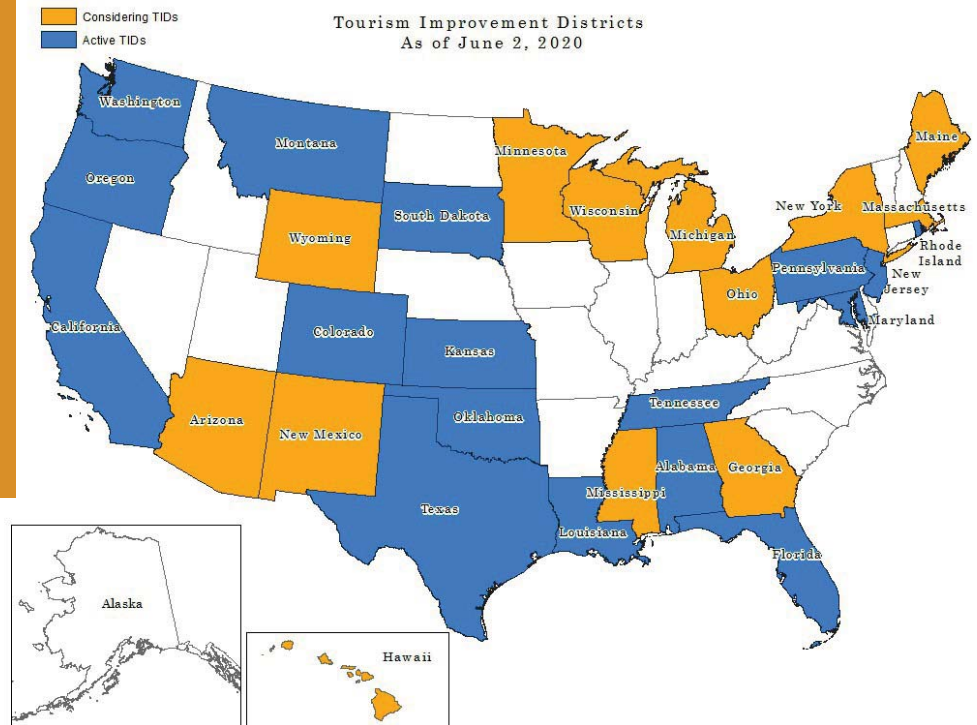 Considering TIDs
Active TIDs
Tourism Improvement Districts
As of June 2, 2020
Washington
Montana
Minnesota
Maine
Oregon
South Dakota
Wisconsin
New York
Massachusetts
Wyoming
Michigan
Rhode
Island
Pennsylvania
New
Jersey
Ohio
Maryland
California
Colorado
Kansas
Tennessee
Oklahoma
Arizona
New Mexico
Alabama
Georgia
Mississippi
Texas
Louisiana
Florida
Alaska
Hawaii